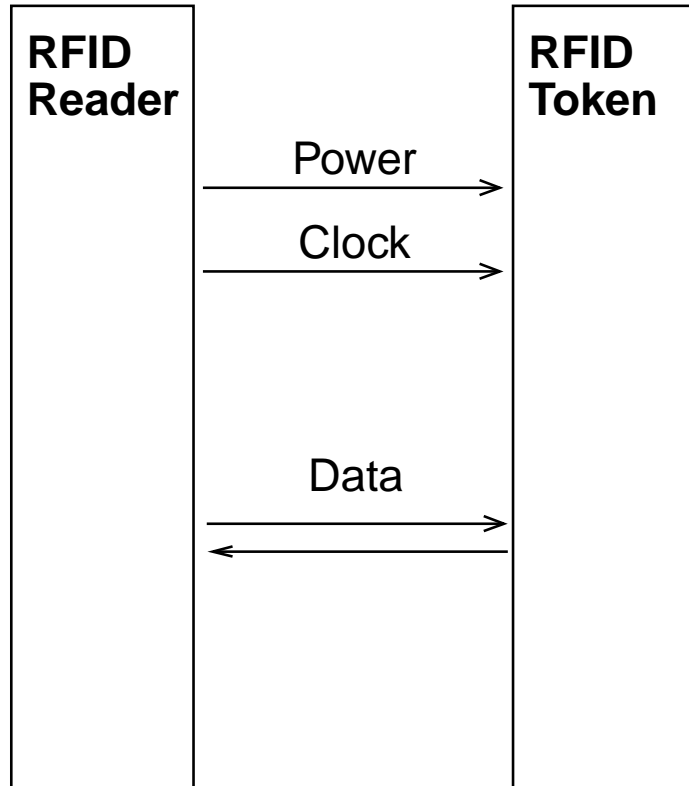 RFID
Reader
RFID
Token
Power
Clock
Data